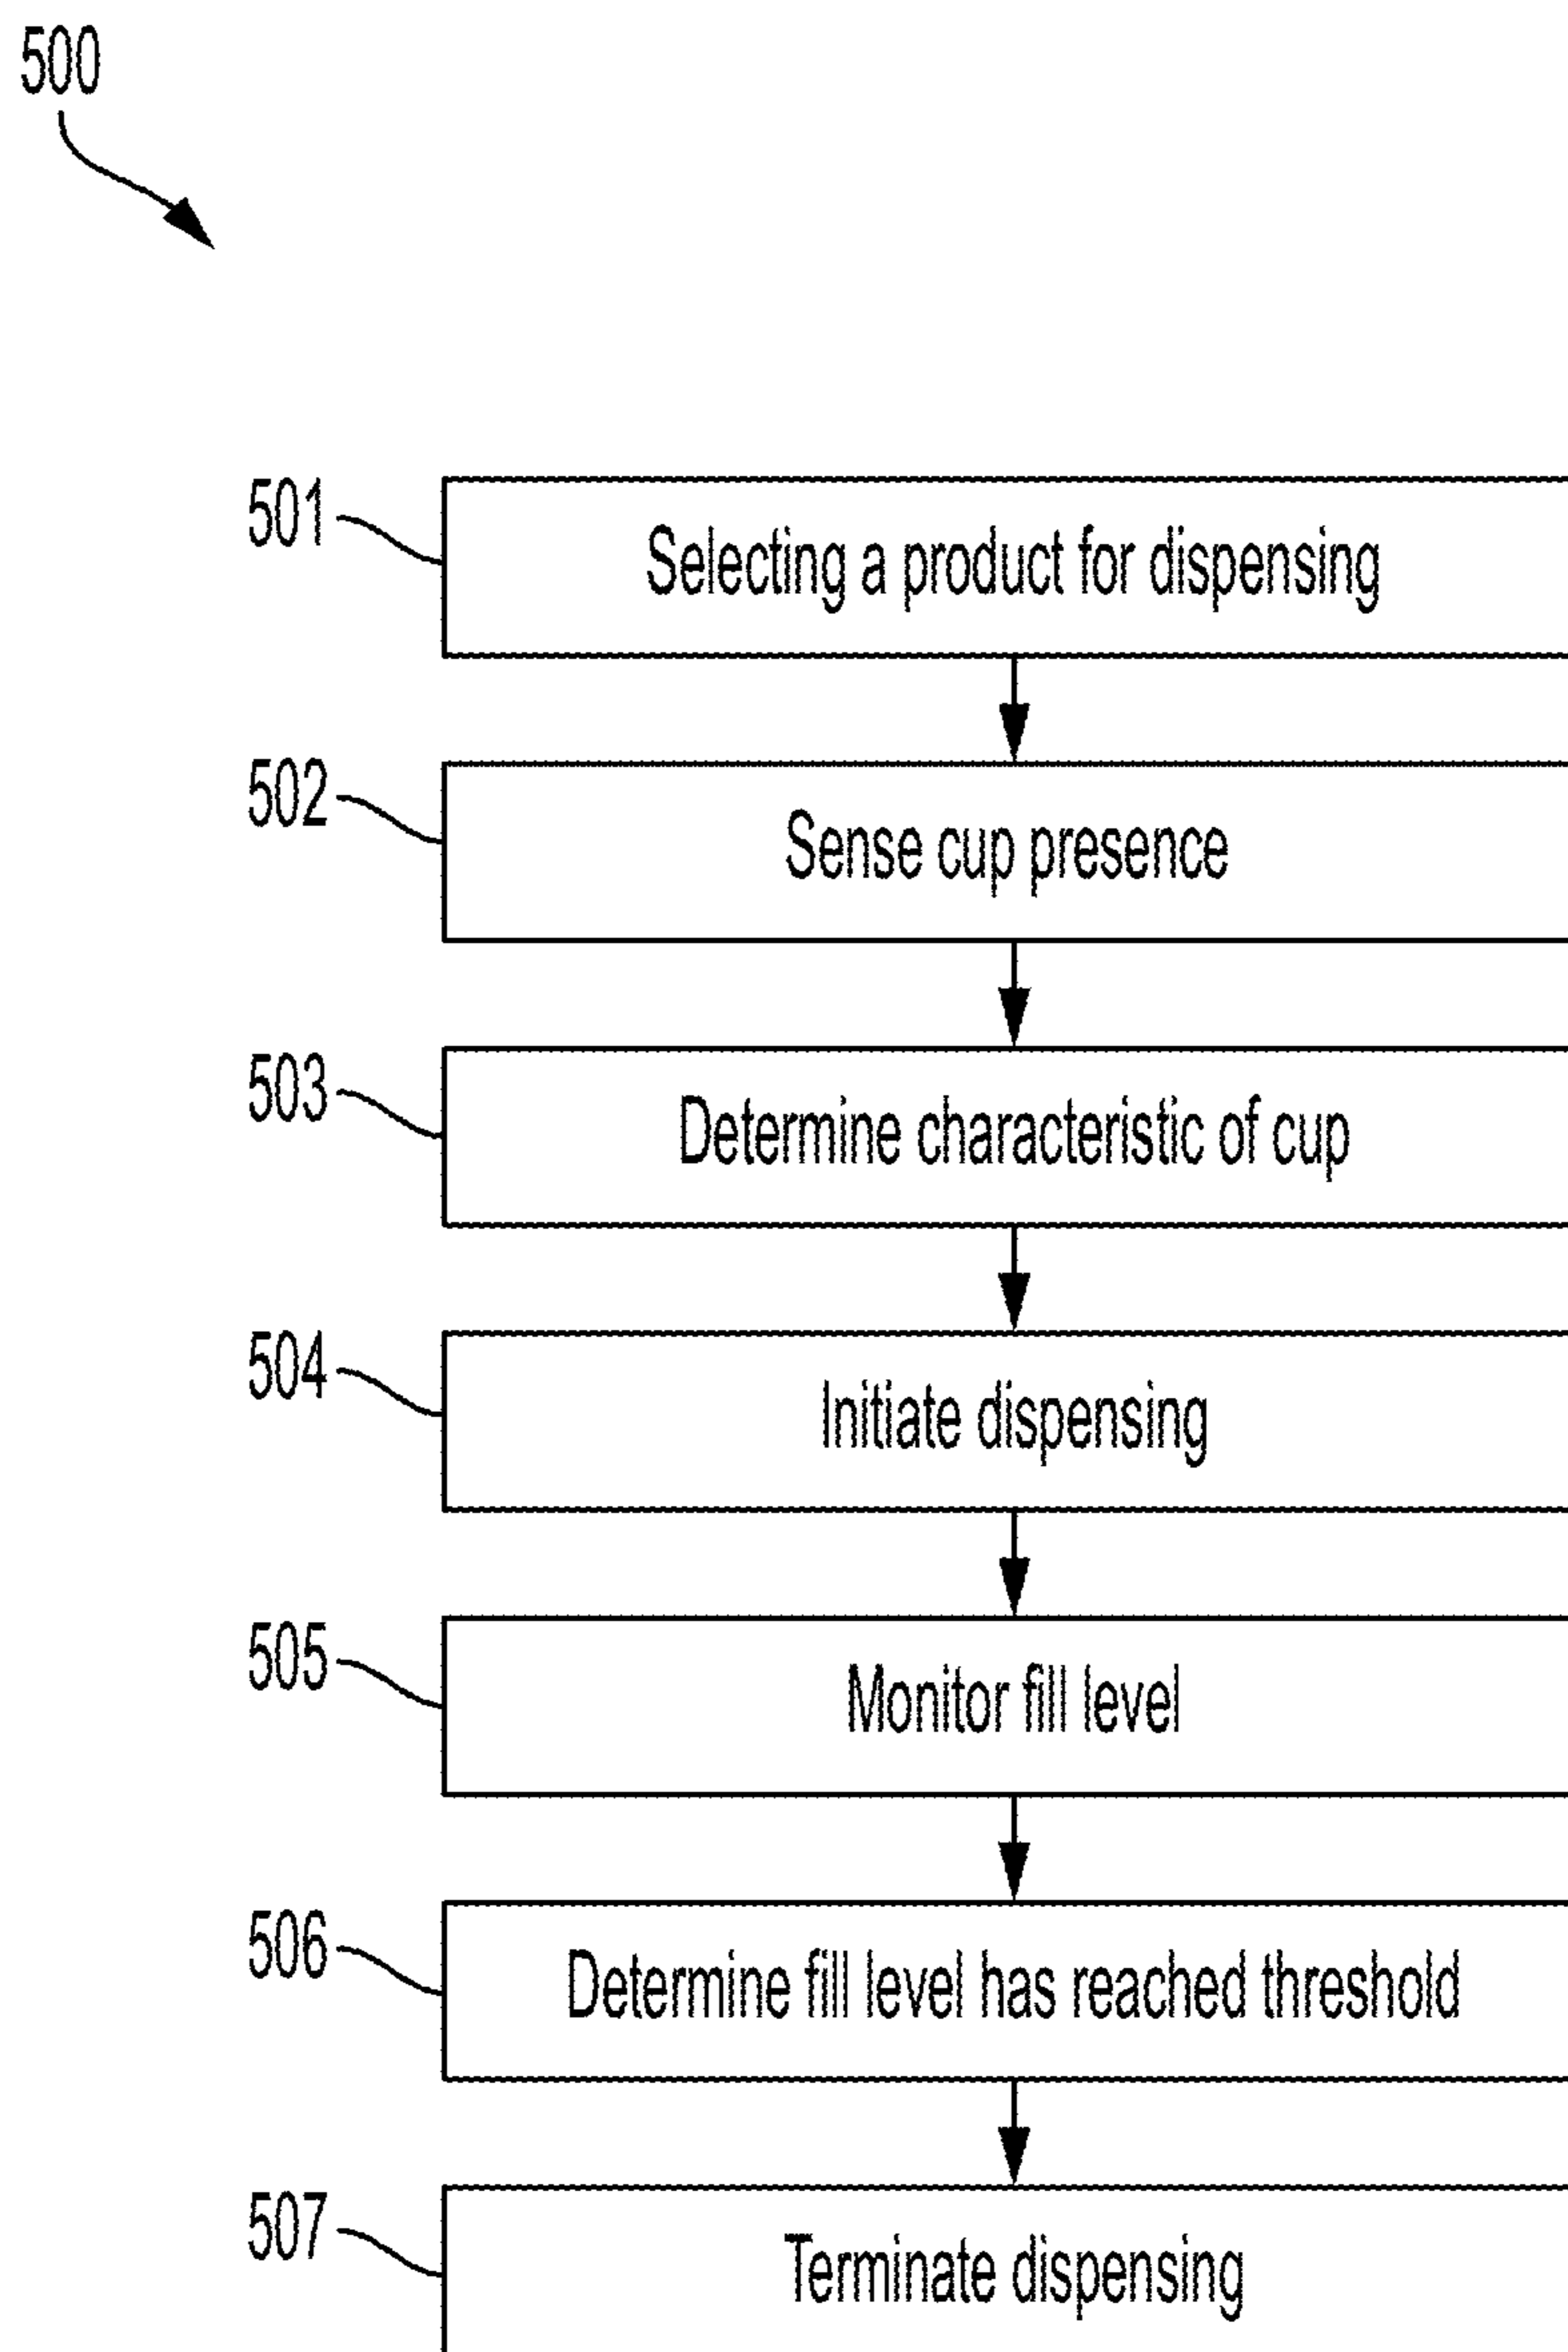 500
501 Selecting a product for dispensing
502 Sense cup presence
503 Determine characteristic of cup
504 Initiate dispensing
505 Monitor fill level
506 Determine fill level has reached threshold
507 Terminate dispensing